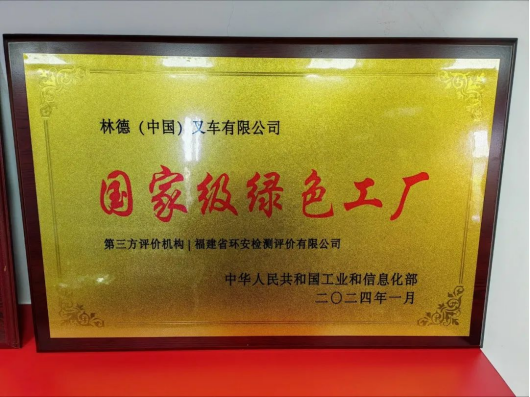 林德（中国）叉车有限公司
国家级绿色工厂
第三方评价机构|福建省环安检测评价有限公司
中华人民共和国工业和信息化部
二〇二四年一月